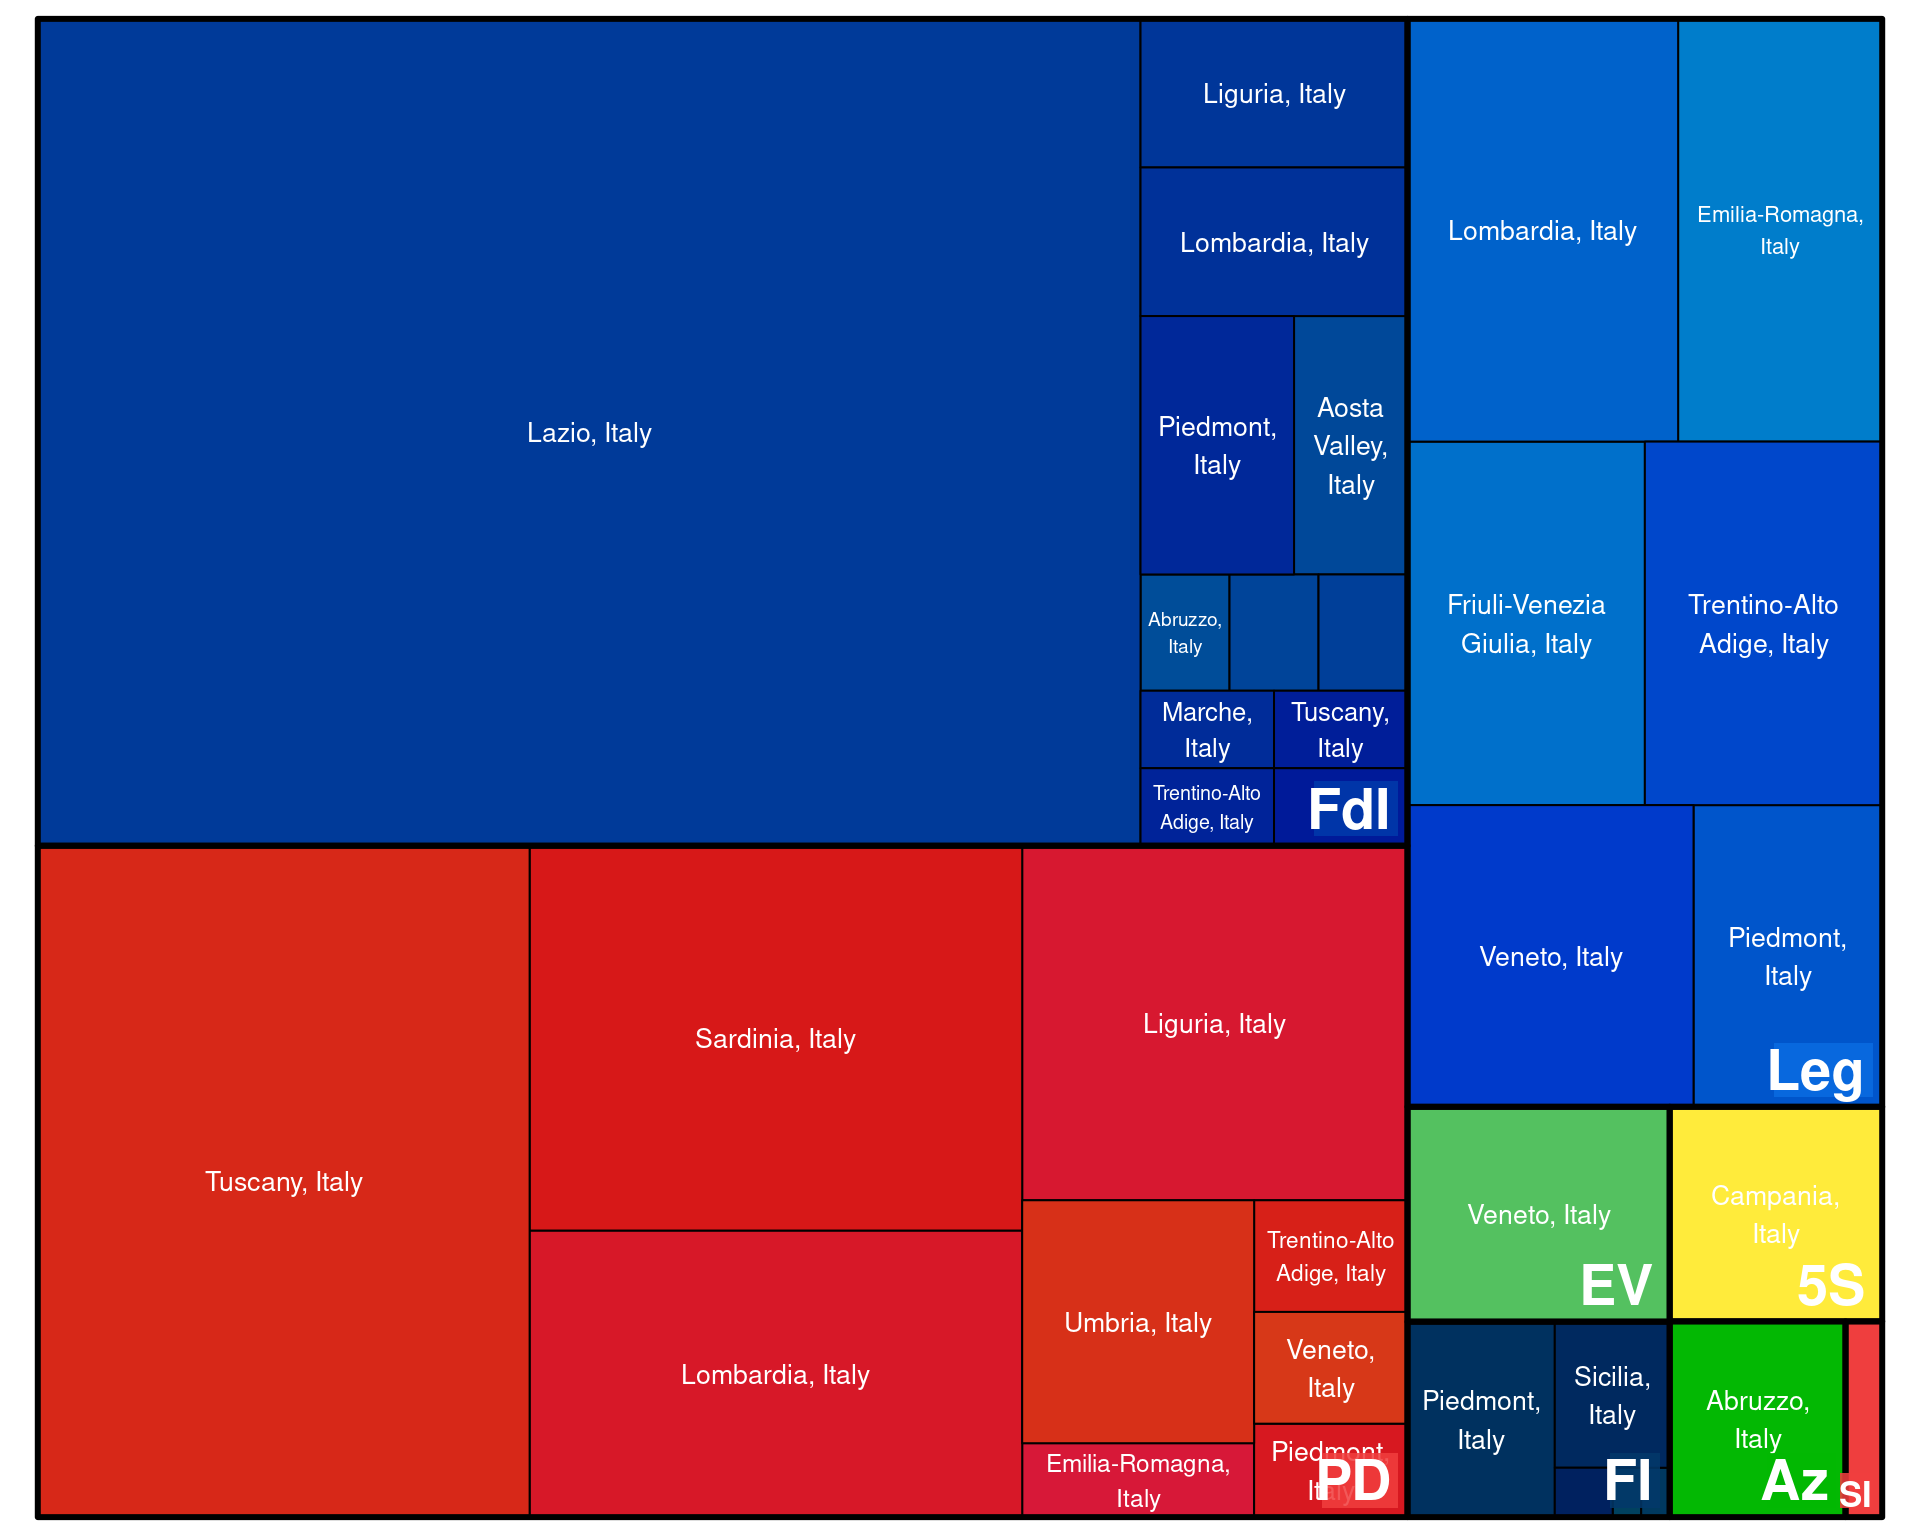 Lazio, Italy
Liguria, Italy
Lombardia, Italy
Piedmont,
Italy
Aosta
Valley,
Italy
Abruzzo,
Italy
Marche,
Italy
Tuscany,
Italy
Trentino-Alto
Adige, Italy
FdI
Tuscany, Italy
Sardinia, Italy
Lombardia, Italy
Liguria, Italy
Umbria, Italy
Emilia-Romagna,
Italy
Trentino-Alto
Adige, Italy
Veneto,
Italy
Piedmont,
Italy
PD
Lombardia, Italy
Emilia-Romagna,
Italy
Friuli-Venezia
Giulia, Italy
Trentino-Alto
Adige, Italy
Veneto, Italy
Piedmont,
Italy
Leg
Veneto, Italy
EV
Campania,
Italy
5S
Piedmont,
Italy
Sicilia,
Italy
FI
Abruzzo,
Italy
Az
SI